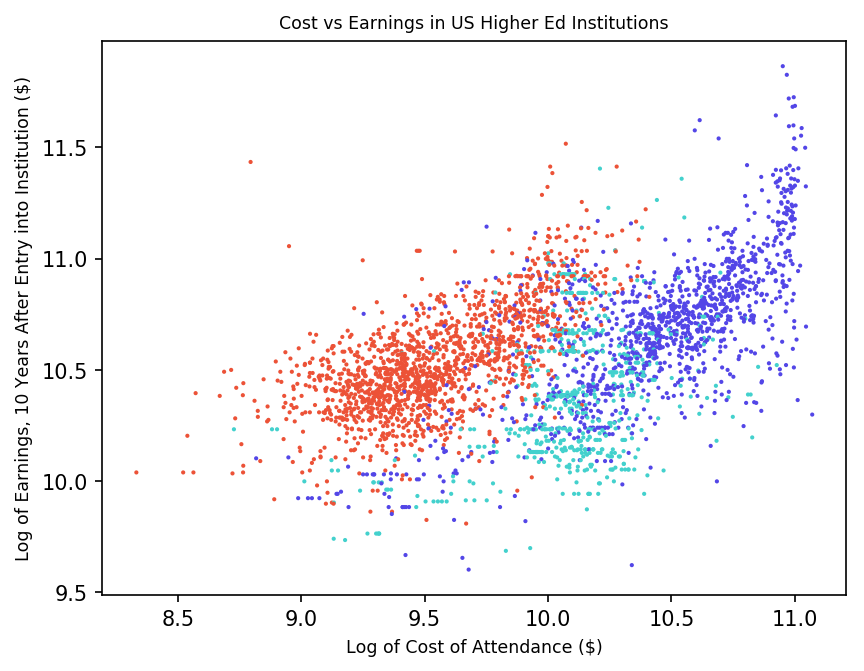 Cost vs Earnings in US Higher Ed Institutions
Log of Earnings, 10 Years After Entry into Institution ($)
11.5
11.0
10.5
10.0
9.5
8.5 9.0 9.5 10.0 10.5 11.0
Log of Cost of Attendance ($)